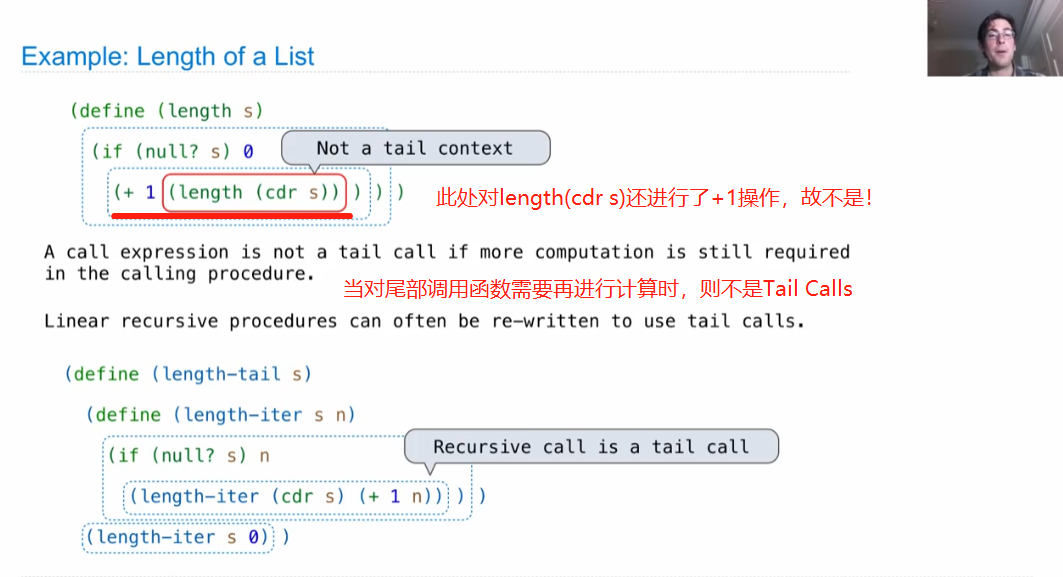 Example: Length of a List
(define (length s)
(if (null? s) 0
Not a tail context
(+ 1 (length (cdr s)) ) ) )
此处对length(cdr s)还进行了+1操作，故不是！
A call expression is not a tail call if more computation is still required
in the calling procedure.
当对尾部调用函数需要再进行计算时，则不是Tail Calls
Linear recursive procedures can often be re-written to use tail calls.
(define (length-tail s)
(define (length-iter s n)
(if (null? s) n
Recursive call is a tail call
(length-iter (cdr s) (+ 1 n)) ) )
(length-iter s 0) )